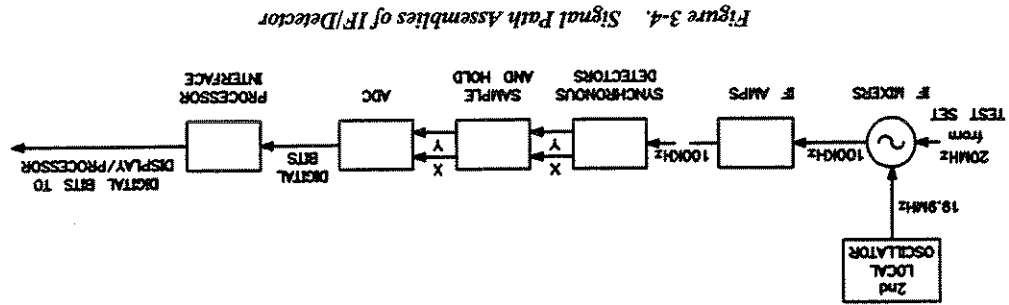 2nd
LOCAL
OSCILLATOR
19.9MHz
20MHz
from
TEST SET
100KHz
100KHz
X
Y
X
Y
DIGITAL
BITS
DIGITAL BITS TO
DISPLAY/PROCESSOR
IF MIXERS
IF AMPS
SYNCHRONOUS
DETECTORS
SAMPLE
AND HOLD
ADC
PROCESSOR
INTERFACE
Figure 3-4. Signal Path Assemblies of IF/Detector